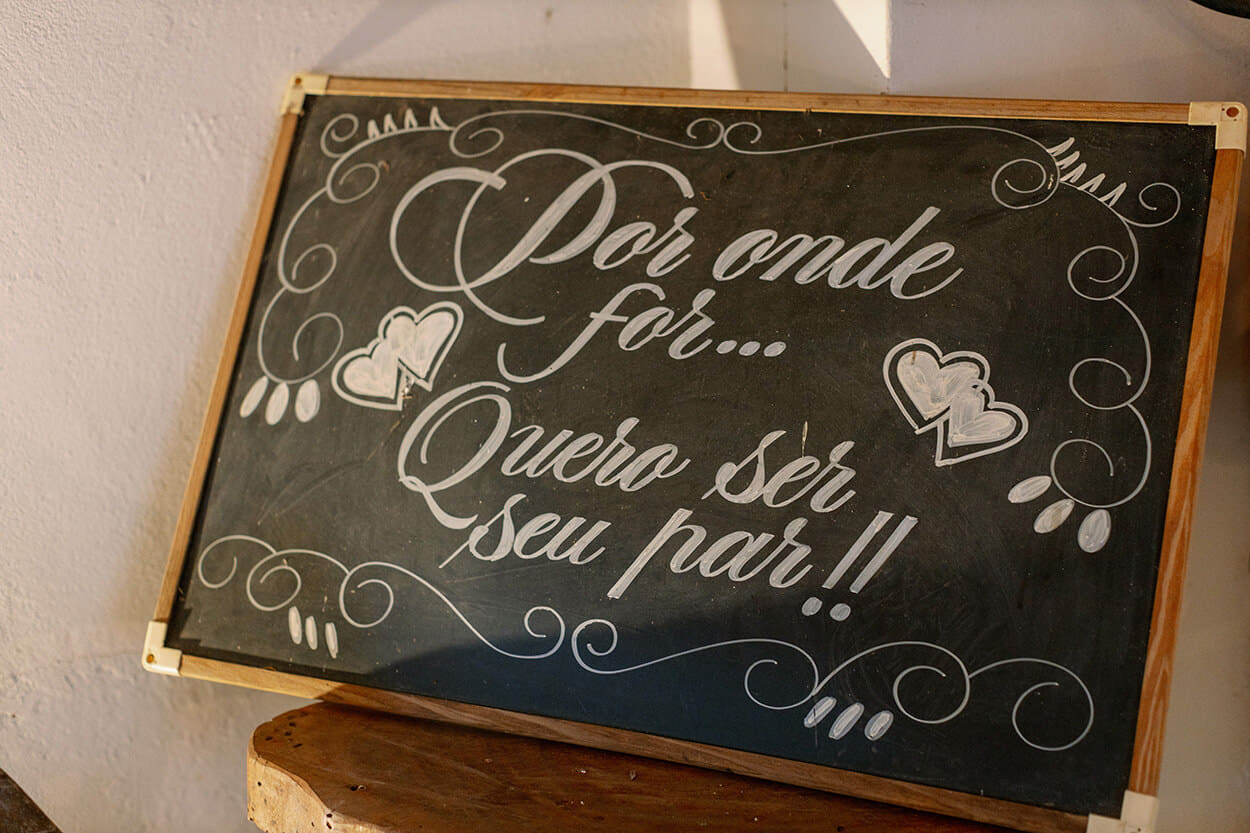 Por onde
for...
Quero ser
seu par!!